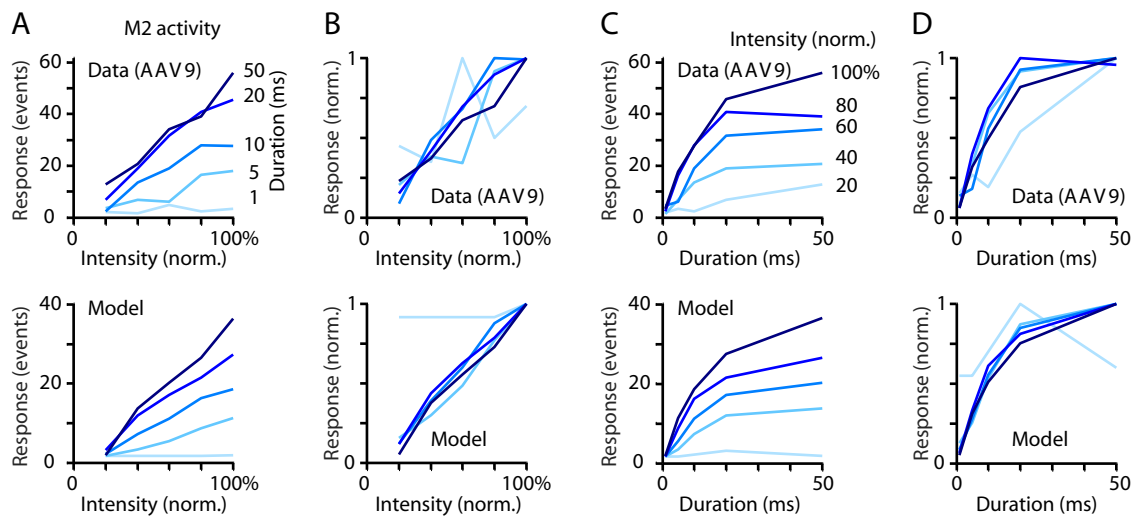 A
M2 activity
Data (AAV9)
Response (events)
60
40
20
0
50
20
10
5
1
Duration (ms)
0
100%
Intensity (norm.)
B
Response (norm.)
1
0
Data (AAV9)
0
100%
Intensity (norm.)
C
Intensity (norm.)
Data (AAV9)
Response (events)
60
40
20
0
100%
80
60
40
20
0
50
Duration (ms)
D
Response (norm.)
1
0
Data (AAV9)
0
50
Duration (ms)
Model
Response (events)
40
20
0
0
100%
Intensity (norm.)
Response (norm.)
1
1
Model
0
100%
Intensity (norm.)
Model
Response (events)
40
20
0
0
50
Duration (ms)
Response (norm.)
1
1
Model
0
50
Duration (ms)